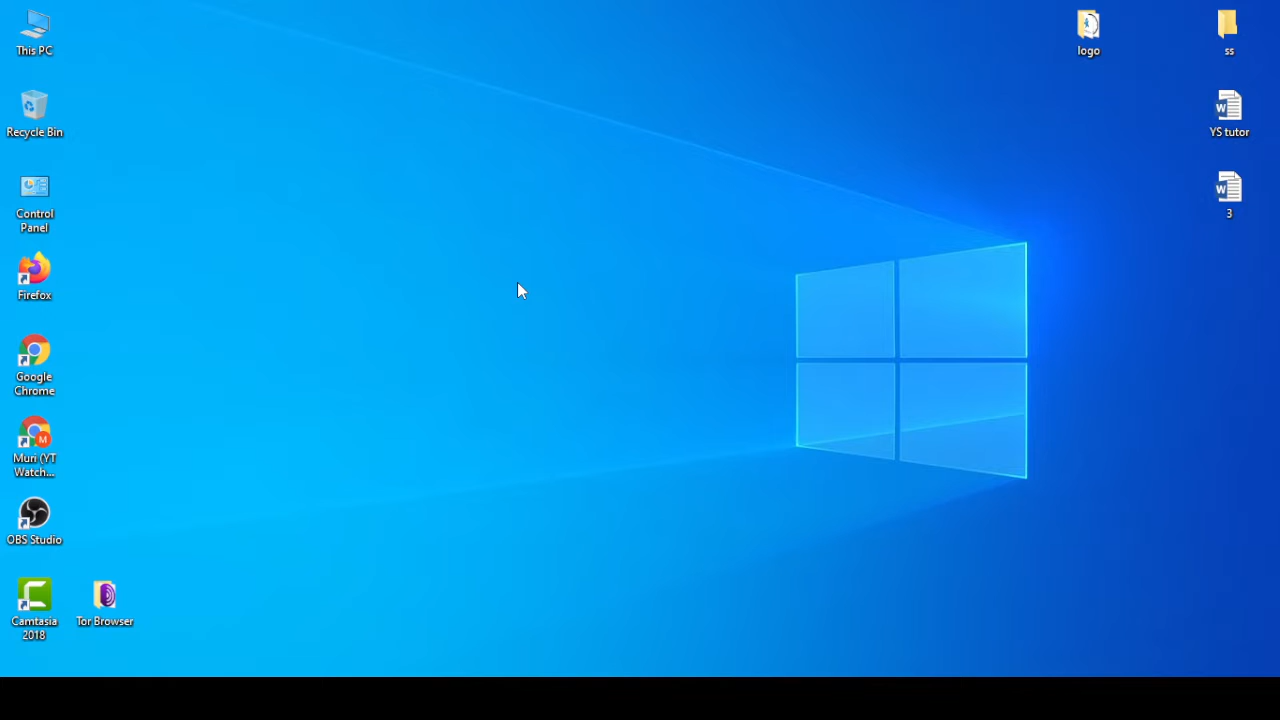 This PC
Recycle Bin
Control
Panel
Firefox
Google
Chrome
M
Muri (YT
Watch...
OBS Studio
Camtasia
2018
Tor Browser
logo
ss
W
YS tutor
W
3